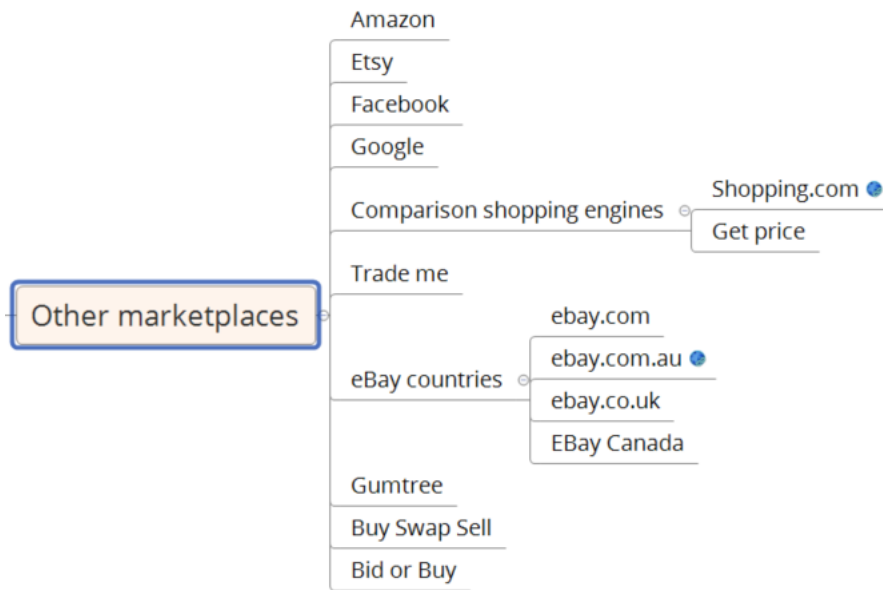 Other marketplaces
Amazon
Etsy
Facebook
Google
Comparison shopping engines
Shopping.com
Get price
Trade me
eBay countries
ebay.com
ebay.com.au
ebay.co.uk
EBay Canada
Gumtree
Buy Swap Sell
Bid or Buy